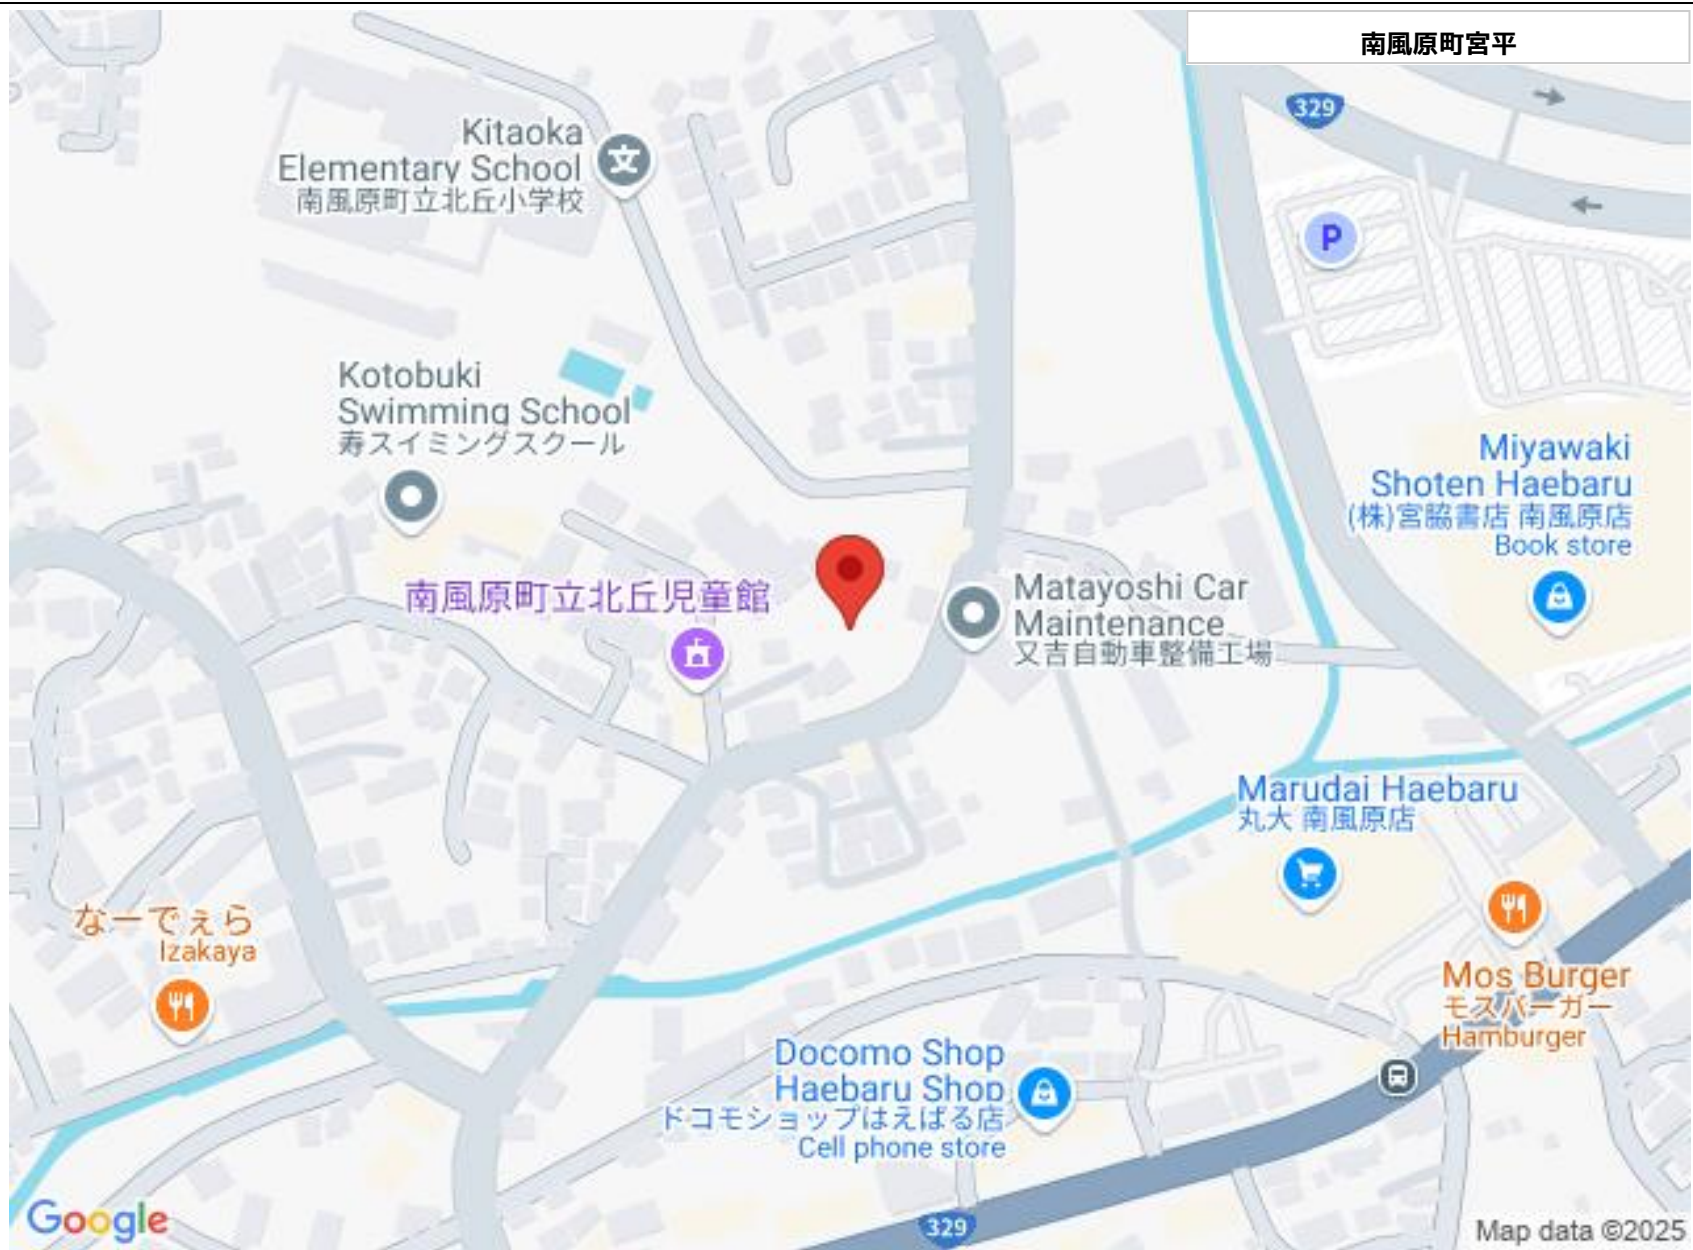 南風原町宮平
329
Kitaoka
Elementary School
南風原町立北丘小学校
文
P
Kotobuki
Swimming School
寿スイミングスクール
Miyawaki
Shoten Haebaru
(株)宮脇書店 南風原店
Book store
南風原町立北丘児童館
Matayoshi Car
Maintenance
又吉自動車整備工場
Marudai Haebaru
丸大 南風原店
なーでぇら
Izakaya
Mos Burger
モスバーガー
Hamburger
Docomo Shop
Haebaru Shop
ドコモショップはえばる店
Cell phone store
329
Google
Map data ©2025